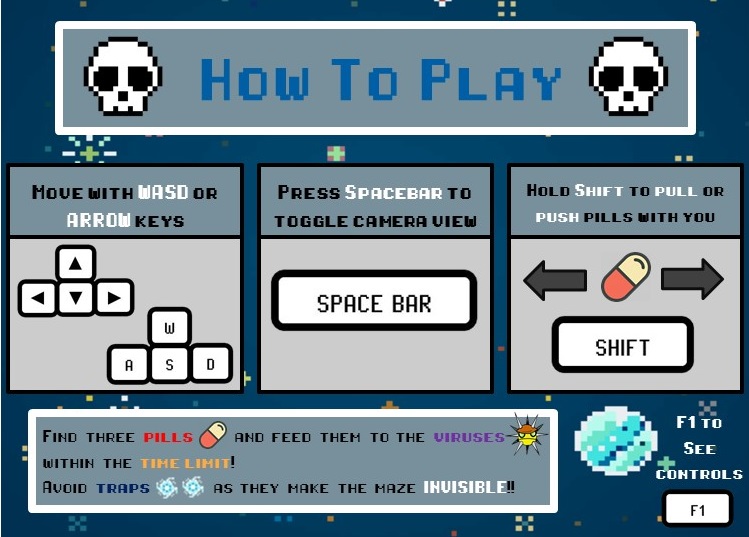 How To Play
Move with WASD or
ARROW keys
Press Spacebar to
toggle camera view
Hold Shift to pull or
push pills with you
W
A S D
SPACE BAR
SHIFT
Find three pills and feed them to the viruses
within the time limit!
Avoid traps as they make the maze invisible!!
F1 to
See
controls
F1